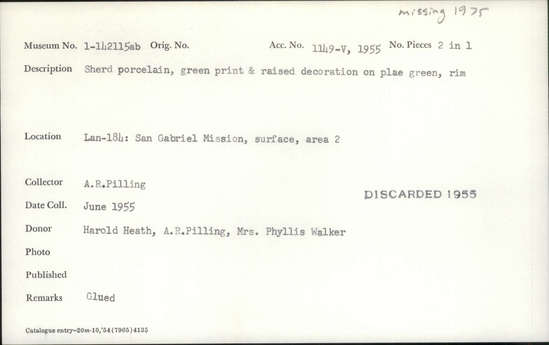 missing 1975
Museum No. 1-142115ab Orig. No. Acc. No. 1149-V, 1955 No. Pieces 2 in 1
Description Sherd porcelain, green print & raised decoration on plae green, rim
Location Lan-184: San Gabriel Mission, surface, area 2
Collector A.R.Pilling
DISCARDED 1955
Date Coll. June 1955
Donor Harold Heath, A.R.Pilling, Mrs. Phyllis Walker
Photo
Published
Remarks Glued
Catalogue entry—20m-10,'54(7905)4135